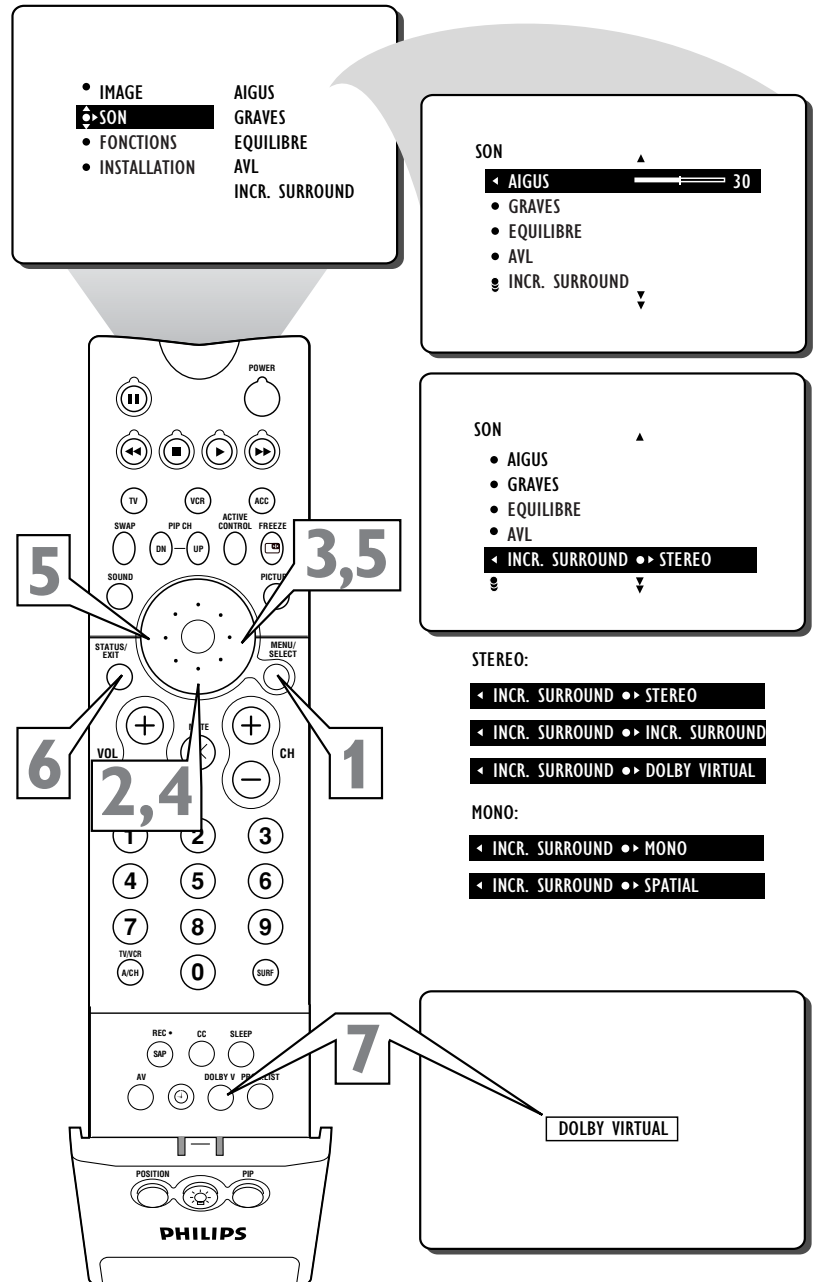 IMAGE AIGUS
SON GRAVES
FONCTIONS EQUILIBRE
INSTALLATION AVL
INCR. SURROUND
SON
AIGUS 30
GRAVES
EQUILIBRE
AVL
INCR. SURROUND
SON
AIGUS
GRAVES
EQUILIBRE
AVL
INCR. SURROUND STEREO
STEREO:
INCR. SURROUND STEREO
INCR. SURROUND INCR. SURROUND
INCR. SURROUND DOLBY VIRTUAL
MONO:
INCR. SURROUND MONO
INCR. SURROUND SPATIAL
POWER
TV VCR ACC
SWAP PIP CH ACTIVE CONTROL FREEZE
DN UP
5 3,5
SOUND
STATUS/EXIT MENU/SELECT
6 2,4 1
VOL CH
1 2 3
4 5 6
7 8 9
TV/VCR
A/CH 0 SURF
REC • CC SLEEP
SAP
7
AV DOLBY V
DOLBY VIRTUAL
POSITION PIP
PHILIPS